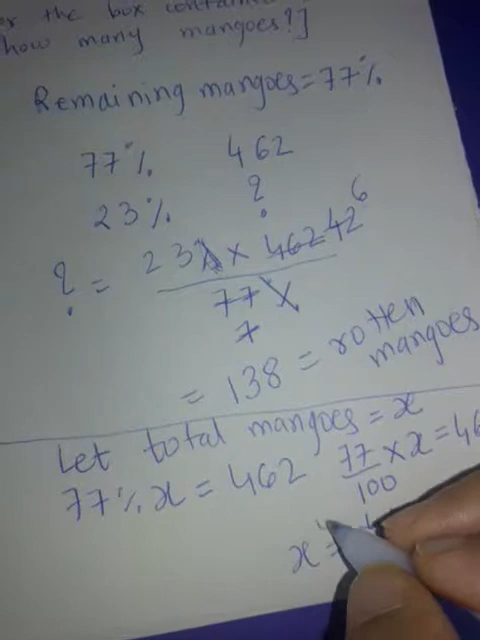 the box
how many mangoes?]
Remaining mangoes = 77%
77% 462
23% ?
? = 23% × 462 42 6
77%
7
= 138 = rotten mangoes
Let total mangoes = x
77% x = 462 77/100 × x = 46
x =